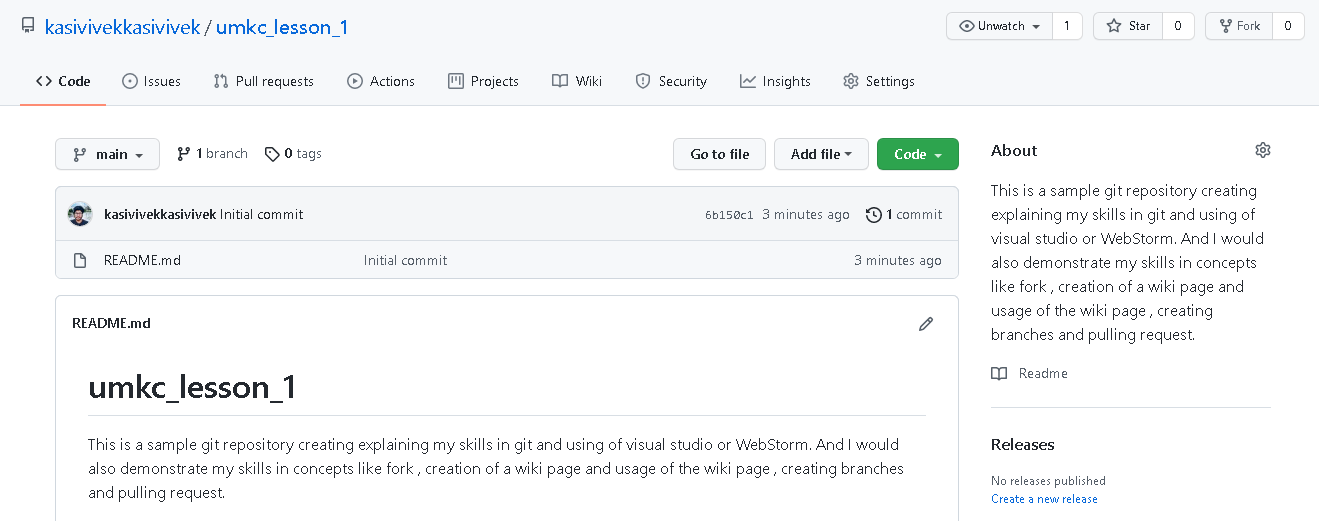 kasivivekkasivivek / umkc_lesson_1
Unwatch 1 Star 0 Fork 0
Code Issues Pull requests Actions Projects Wiki Security Insights Settings
main 1 branch 0 tags Go to file Add file Code
kasivivekkasivivek Initial commit 6b150c1 3 minutes ago 1 commit
README.md Initial commit 3 minutes ago
README.md
umkc_lesson_1
This is a sample git repository creating explaining my skills in git and using of visual studio or WebStorm. And I would
also demonstrate my skills in concepts like fork , creation of a wiki page and usage of the wiki page , creating branches
and pulling request.
About
This is a sample git repository creating
explaining my skills in git and using of
visual studio or WebStorm. And I would
also demonstrate my skills in concepts
like fork , creation of a wiki page and
usage of the wiki page , creating
branches and pulling request.
Readme
Releases
No releases published
Create a new release